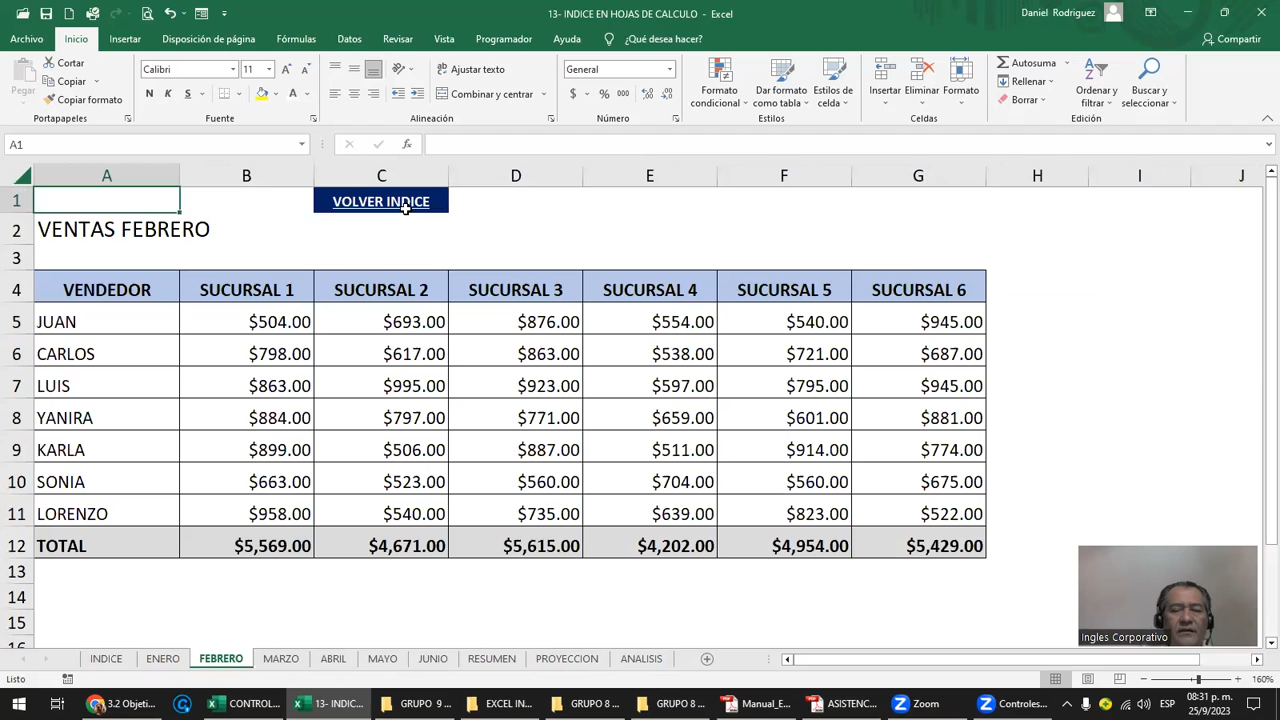 13- INDICE EN HOJAS DE CALCULO - Excel
Daniel Rodriguez
Archivo Inicio Insertar Disposición de página Fórmulas Datos Revisar Vista Programador Ayuda ¿Qué desea hacer? Compartir
Pegar
Cortar
Copiar
Copiar formato
Portapapeles
Calibri 11
N K S
Fuente
Ajustar texto
Combinar y centrar
Alineación
General
$ % 000
Número
Formato condicional
Dar formato como tabla
Estilos de celda
Estilos
Insertar Eliminar Formato
Celdas
Autosuma
Rellenar
Borrar
Ordenar y filtrar
Buscar y seleccionar
Edición
A1
fx
A B C D E F G H I J
1 VOLVER INDICE
2 VENTAS FEBRERO
3
4 VENDEDOR SUCURSAL 1 SUCURSAL 2 SUCURSAL 3 SUCURSAL 4 SUCURSAL 5 SUCURSAL 6
5 JUAN $504.00 $693.00 $876.00 $554.00 $540.00 $945.00
6 CARLOS $798.00 $617.00 $863.00 $538.00 $721.00 $687.00
7 LUIS $863.00 $995.00 $923.00 $597.00 $795.00 $945.00
8 YANIRA $884.00 $797.00 $771.00 $659.00 $601.00 $881.00
9 KARLA $899.00 $506.00 $887.00 $511.00 $914.00 $774.00
10 SONIA $663.00 $523.00 $560.00 $704.00 $560.00 $675.00
11 LORENZO $958.00 $540.00 $735.00 $639.00 $823.00 $522.00
12 TOTAL $5,569.00 $4,671.00 $5,615.00 $4,202.00 $4,954.00 $5,429.00
13
14
15
Ingles Corporativo
INDICE ENERO FEBRERO MARZO ABRIL MAYO JUNIO RESUMEN PROYECCION ANALISIS
Listo
160%
3.2 Objeti... CONTROL... 13- INDIC... GRUPO 9 ... EXCEL IN... GRUPO 8 ... GRUPO 8 ... Manual_E... ASISTENC... Zoom Controles...
ESP
08:31 p. m.
25/9/2023